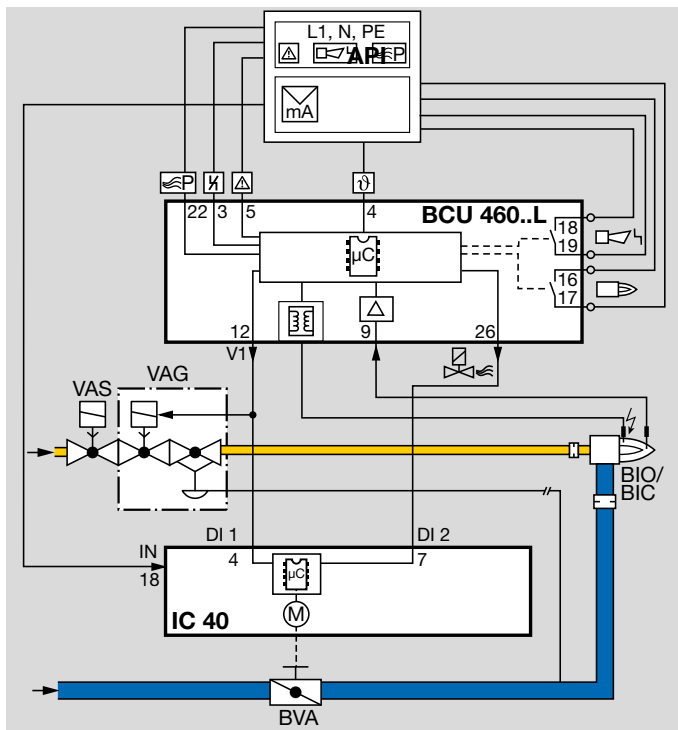 L1, N, PE
API
P
mA
P
ϑ
22 3 5 4
BCU 460..L
18
19
µC
16
17
12 9 26
V1
VAS VAG
BIO/
BIC
DI 1 DI 2
IN
18
4 7
µC
M
IC 40
BVA